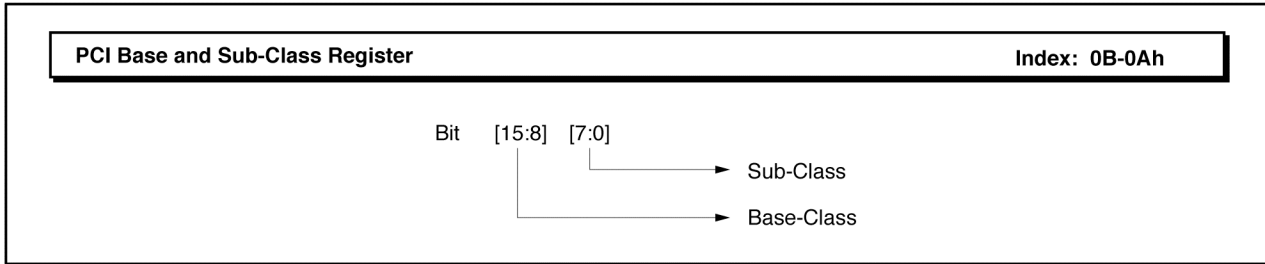 PCI Base and Sub-Class Register Index: 0B-0Ah
Bit [15:8] [7:0]
Sub-Class
Base-Class